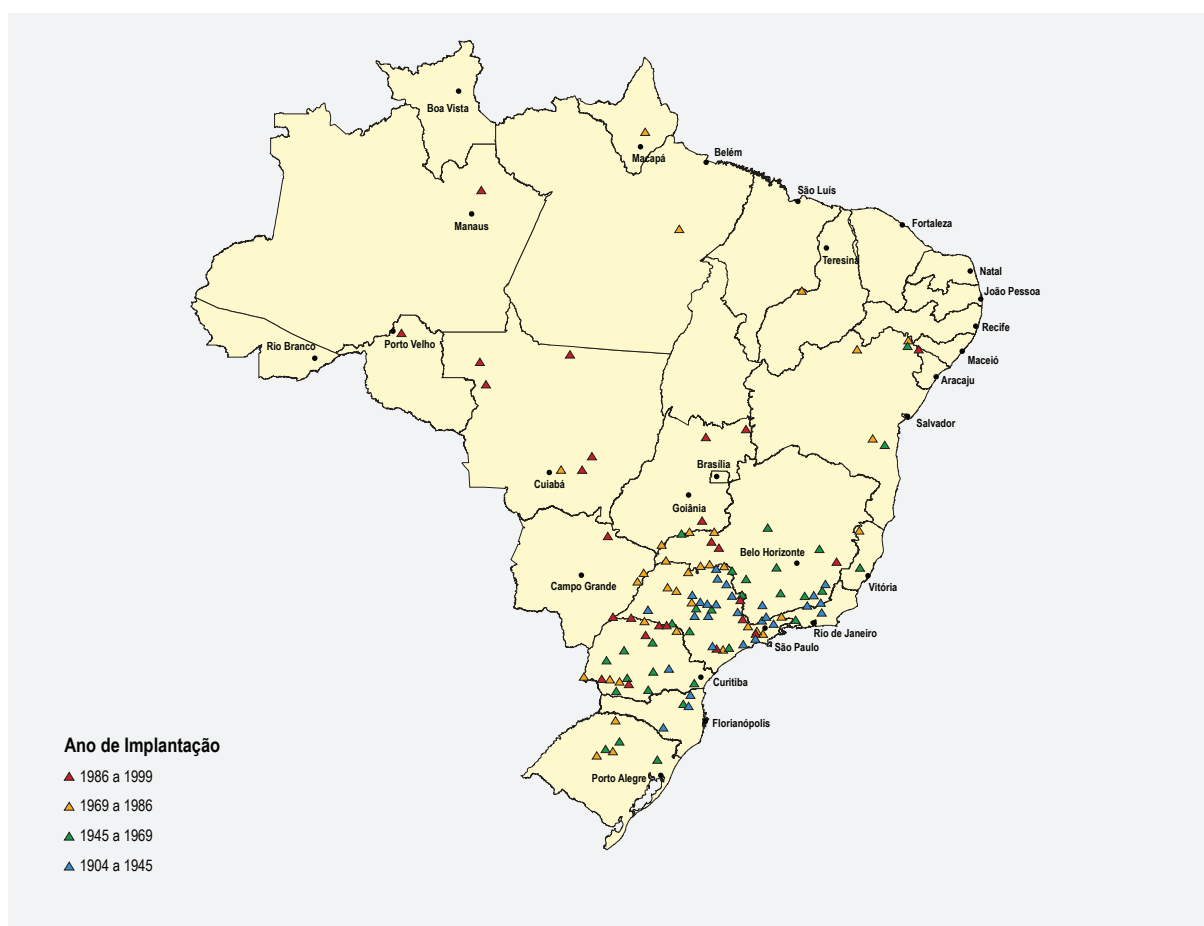 Boa Vista
Macapá
Belém
São Luís
Manaus
Fortaleza
Teresina
Natal
João Pessoa
Recife
Porto Velho
Rio Branco
Maceió
Aracaju
Salvador
Brasília
Cuiabá
Goiânia
Belo Horizonte
Campo Grande
Vitória
Rio de Janeiro
São Paulo
Curitiba
Florianópolis
Porto Alegre
Ano de Implantação
1986 a 1999
1969 a 1986
1945 a 1969
1904 a 1945